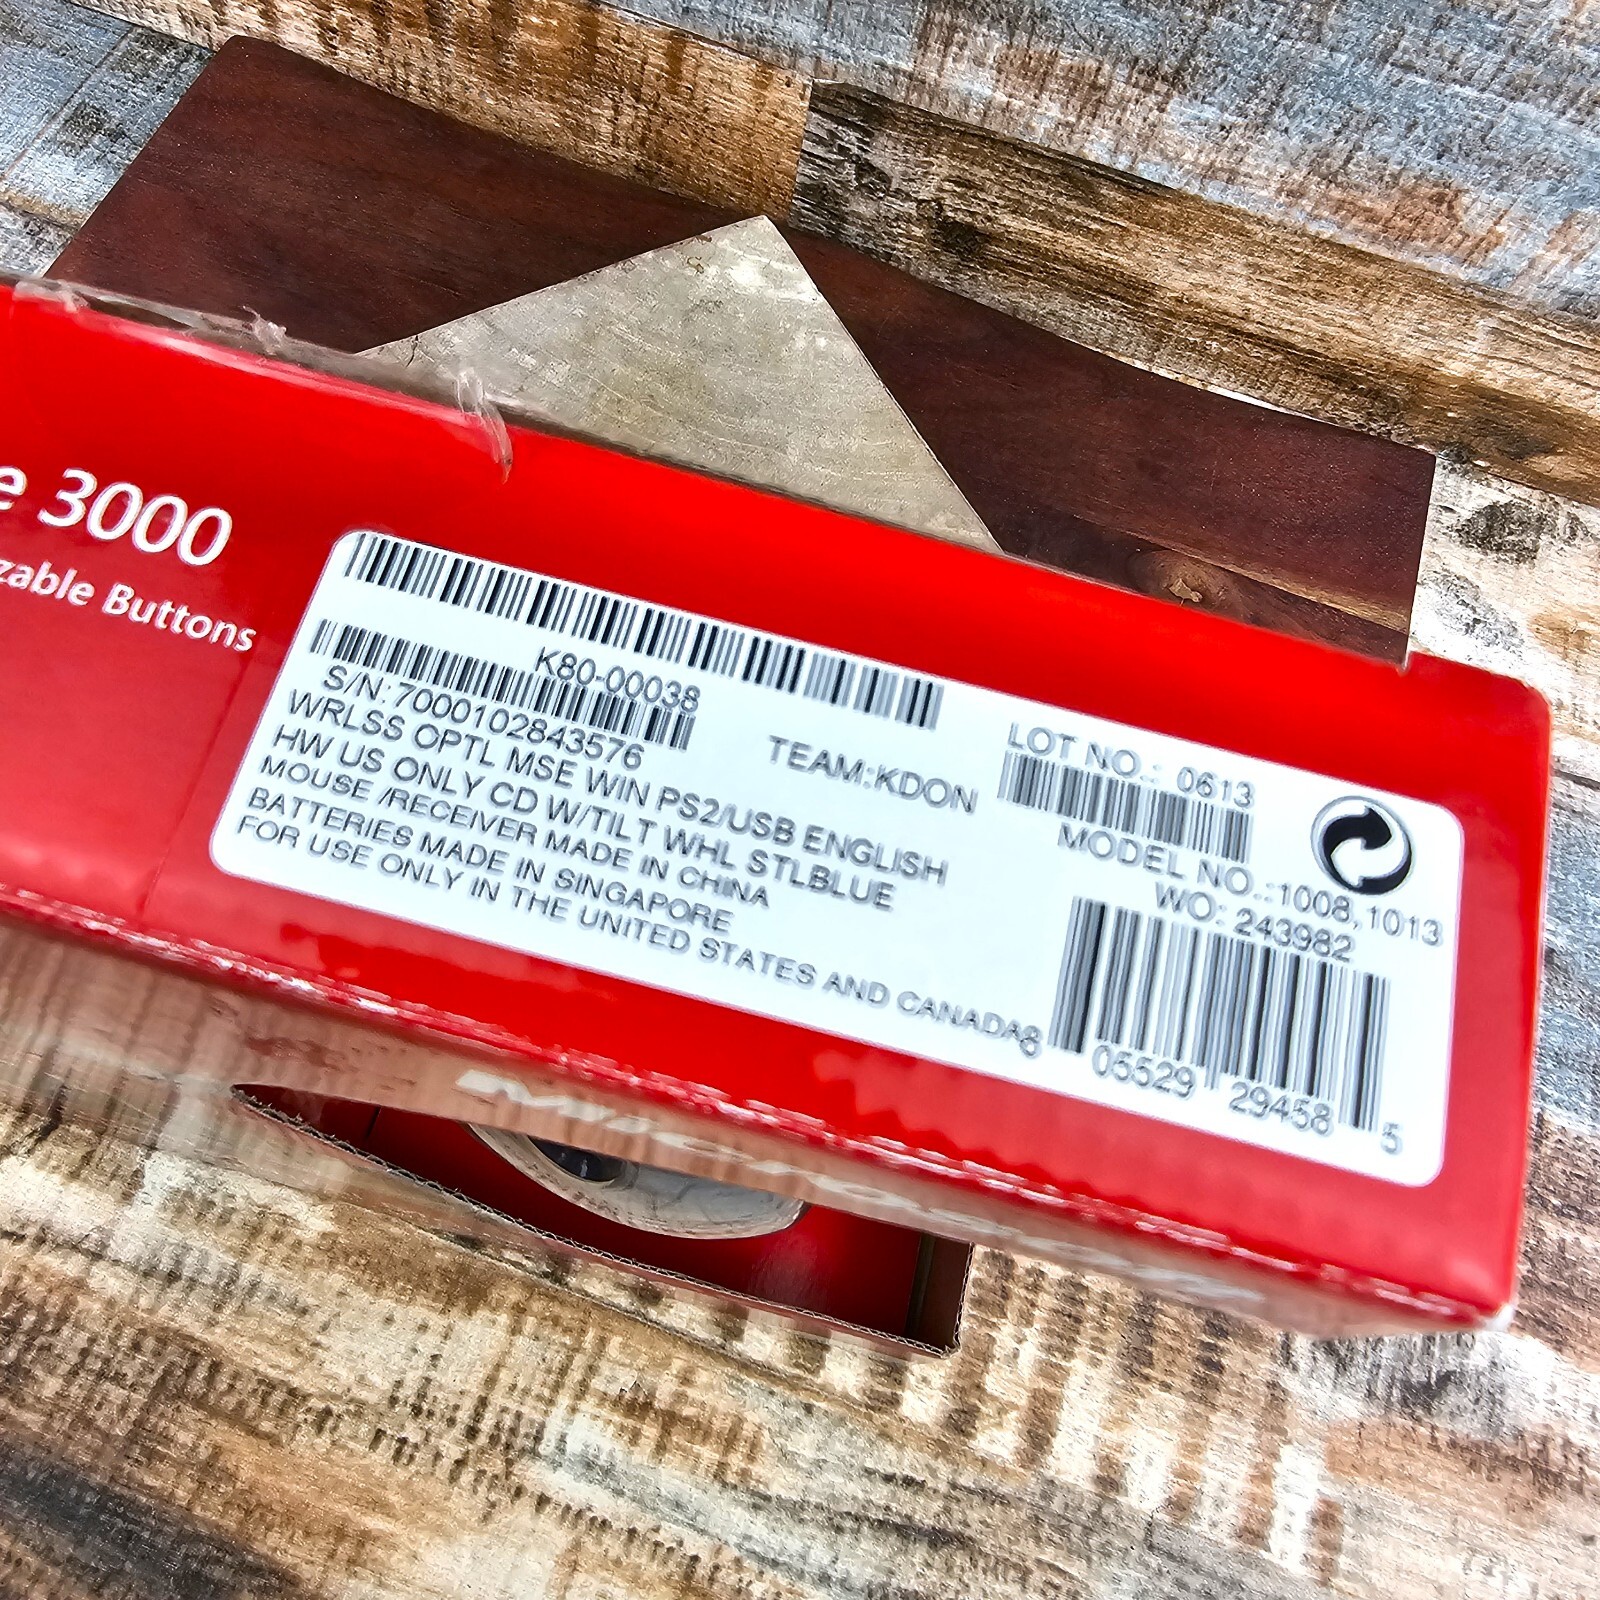 e 3000
zable Buttons
K80-00038
S/N:7000102843576
WRLSS OPTL MSE WIN PS2/USB ENGLISH
HW US ONLY CD W/TILT WHL STLBLUE
MOUSE /RECEIVER MADE IN CHINA
BATTERIES MADE IN SINGAPORE
FOR USE ONLY IN THE UNITED STATES AND CANADA
TEAM:KDON
LOT NO.: 0613
MODEL NO.:1008,1013
WO: 243982
8 05529 29458 5
Microsoft